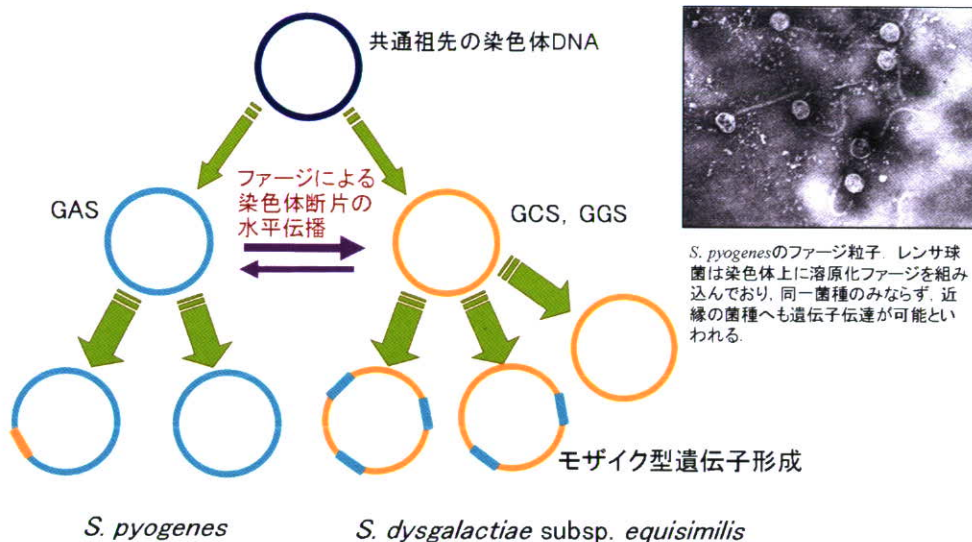 共通祖先の染色体DNA
GAS
ファージによる
染色体断片の
水平伝播
GCS, GGS
S. pyogenesのファージ粒子. レンサ球
菌は染色体上に溶原化ファージを組み
込んでおり, 同一菌種のみならず, 近
縁の菌種へも遺伝子伝達が可能とい
われる.
モザイク型遺伝子形成
S. pyogenes
S. dysgalactiae subsp. equisimilis